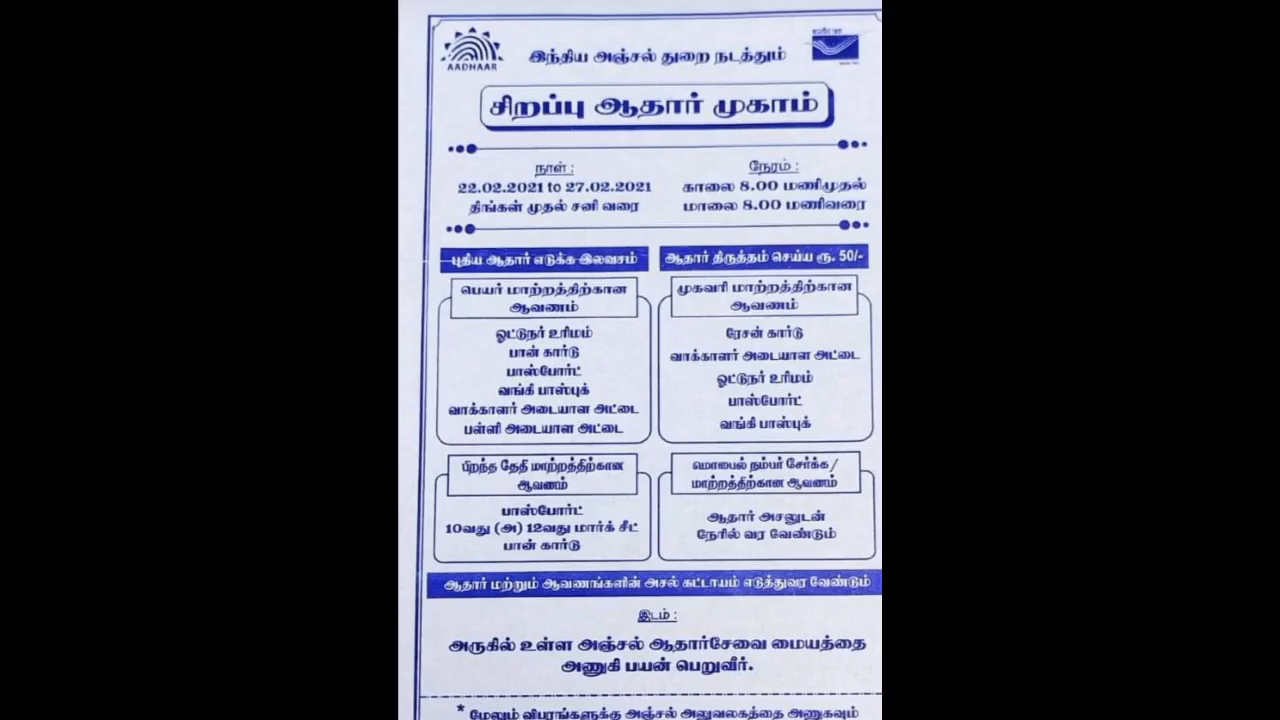 AADHAAR
இந்திய அஞ்சல் துறை நடத்தும்
சிறப்பு ஆதார் முகாம்
நாள் :
22.02.2021 to 27.02.2021
திங்கள் முதல் சனி வரை
நேரம் :
காலை 8.00 மணிமுதல்
மாலை 8.00 மணிவரை
புதிய ஆதார் எடுக்க இலவசம்
ஆதார் திருத்தம் செய்ய ரூ. 50/-
பெயர் மாற்றத்திற்கான
ஆவணம்
ஓட்டுநர் உரிமம்
பான் கார்டு
பாஸ்போர்ட்
வங்கி பாஸ்புக்
வாக்காளர் அடையாள அட்டை
பள்ளி அடையாள அட்டை
முகவரி மாற்றத்திற்கான
ஆவணம்
ரேசன் கார்டு
வாக்காளர் அடையாள அட்டை
ஓட்டுநர் உரிமம்
பாஸ்போர்ட்
வங்கி பாஸ்புக்
பிறந்த தேதி மாற்றத்திற்கான
ஆவணம்
பாஸ்போர்ட்
10வது (அ) 12வது மார்க் சீட்
பான் கார்டு
மொபைல் நம்பர் சேர்க்க /
மாற்றத்திற்கான ஆவணம்
ஆதார் அசலுடன்
நேரில் வர வேண்டும்
ஆதார் மற்றும் ஆவணங்களின் அசல் கட்டாயம் எடுத்துவர வேண்டும்
இடம் :
அருகில் உள்ள அஞ்சல் ஆதார்சேவை மையத்தை
அணுகி பயன் பெறுவீர்.
* மேலும் விபரங்களுக்கு அஞ்சல் அலுவலகத்தை அணுகவும்